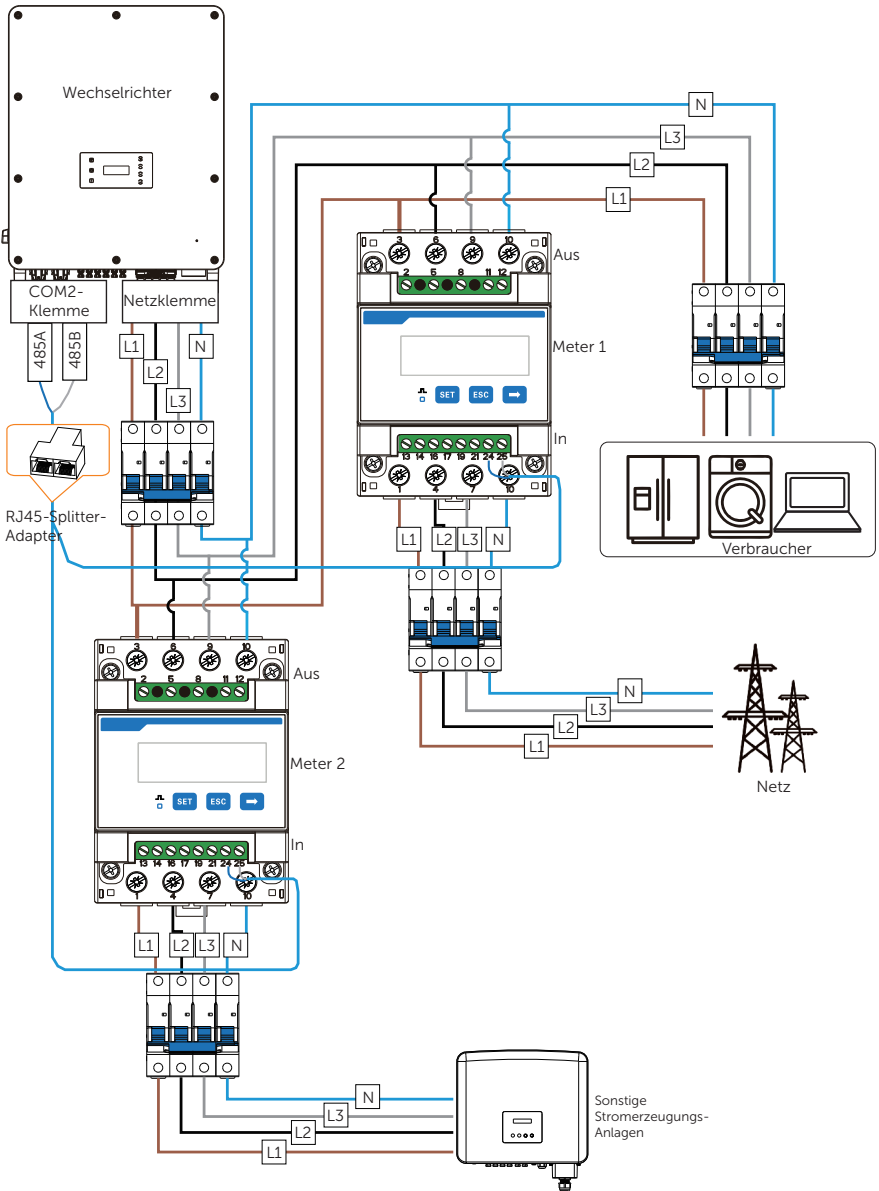 Wechselrichter
COM2-
Klemme
Netzklemme
485A
485B
L1
L2
L3
N
RJ45-Splitter-
Adapter
N
L3
L2
L1
3 6 9 10
Aus
2 5 8 11 12
Meter 1
SET ESC
In
13 14 16 17 19 21 24 25
1 4 7 10
L1 L2 L3 N
Verbraucher
N
L3
L2
L1
Netz
3 6 9 10
Aus
2 5 8 11 12
Meter 2
SET ESC
In
13 14 16 17 19 21 24 25
1 4 7 10
L1 L2 L3 N
N
L3
L2
L1
Sonstige
Stromerzeugungs-
Anlagen